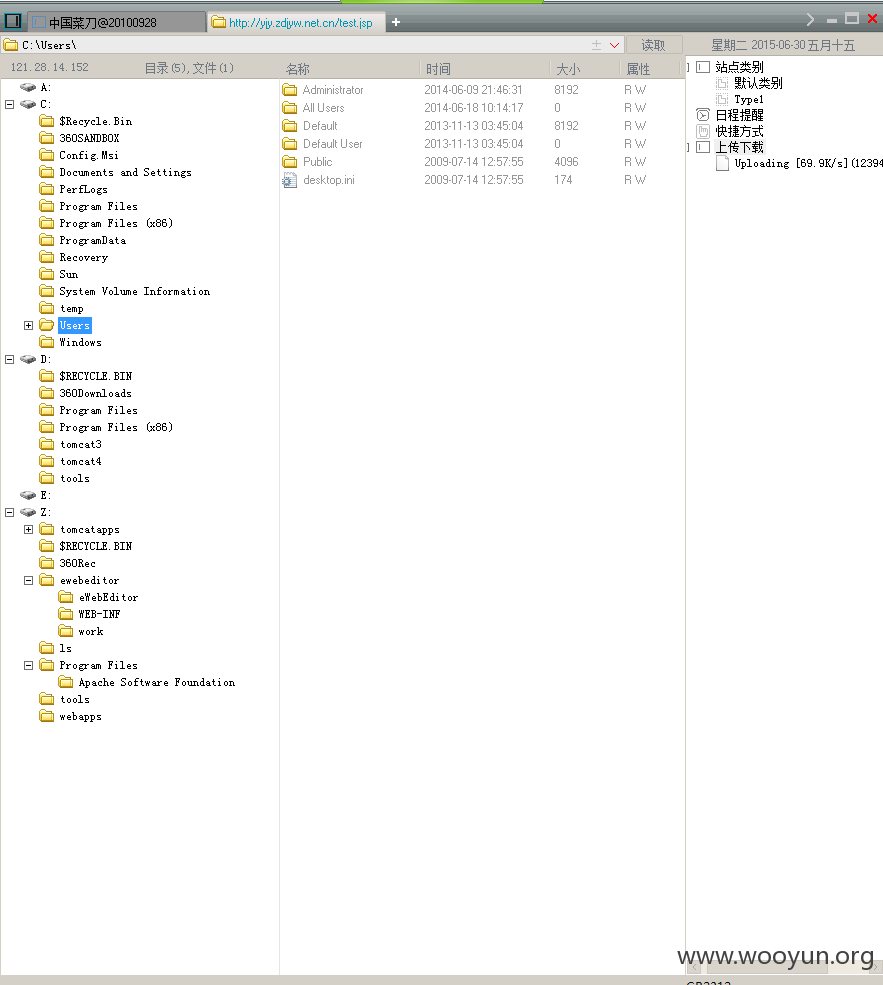 中国菜刀@20100928
http://yjy.zdjyw.net.cn/test.jsp
C:\Users\
读取
星期二 2015-06-30 五月十五
121.28.14.152
目录(5),文件(1)
名称 时间 大小 属性
A:
C:
$Recycle.Bin
360SANDBOX
Config.Msi
Documents and Settings
PerfLogs
Program Files
Program Files (x86)
ProgramData
Recovery
Sun
System Volume Information
temp
Users
Windows
D:
$RECYCLE.BIN
360Downloads
Program Files
Program Files (x86)
tomcat3
tomcat4
tools
E:
Z:
tomcatapps
$RECYCLE.BIN
360Rec
ewebeditor
eWebEditor
WEB-INF
work
ls
Program Files
Apache Software Foundation
tools
webapps
Administrator 2014-06-09 21:46:31 8192 R W
All Users 2014-06-18 10:14:17 0 R W
Default 2013-11-13 03:45:04 8192 R W
Default User 2013-11-13 03:45:04 0 R W
Public 2009-07-14 12:57:55 4096 R W
desktop.ini 2009-07-14 12:57:55 174 R W
站点类别
默认类别
Type1
日程提醒
快捷方式
上传下载
Uploading [69.9K/s](12394
www.wooyun.org